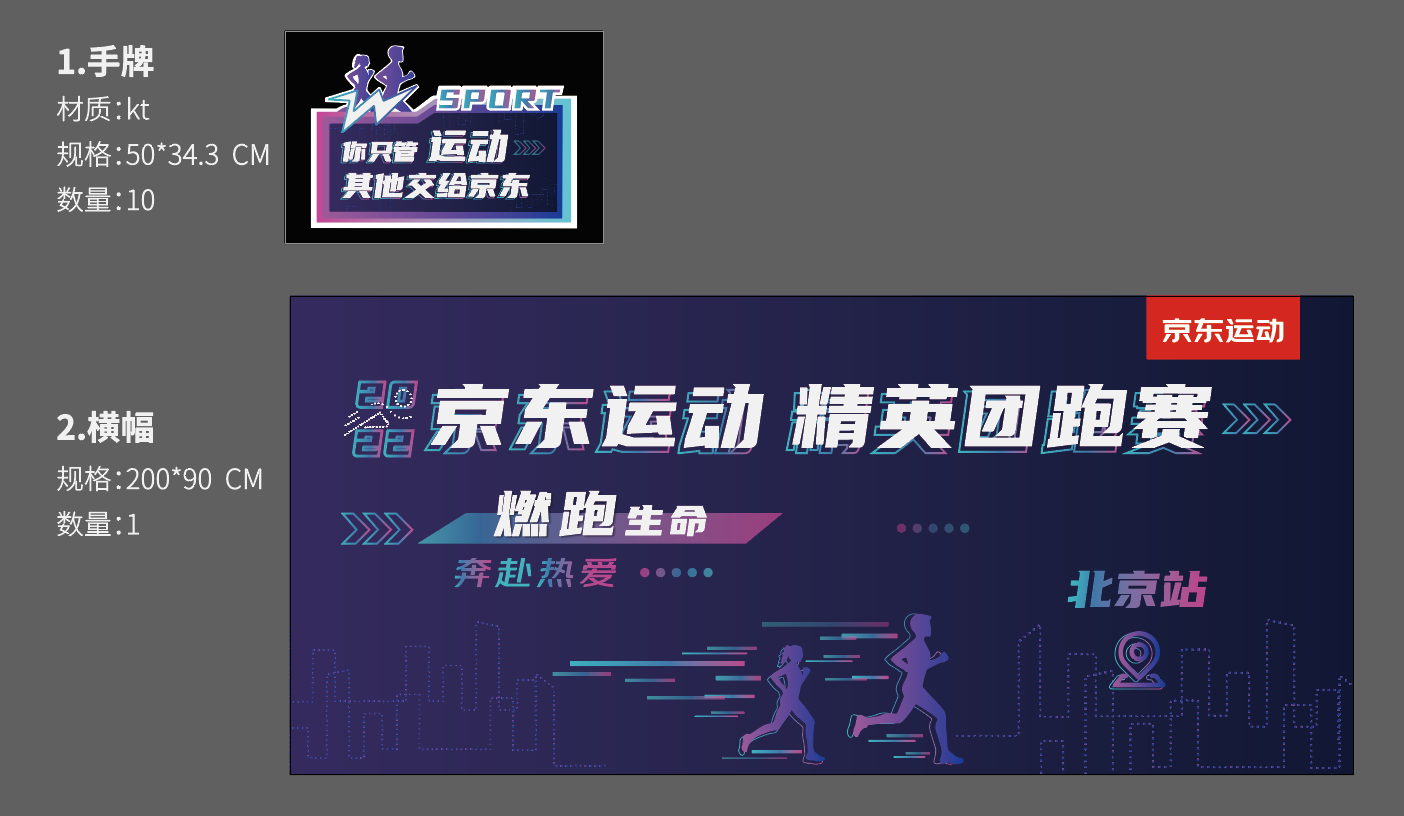 1.手牌
材质:kt
规格:50*34.3 CM
数量:10
SPORT
你只管 运动
其他交给京东
2.横幅
规格:200*90 CM
数量:1
京东运动
2022
京东运动 精英团跑赛
燃跑生命
奔赴热爱
北京站